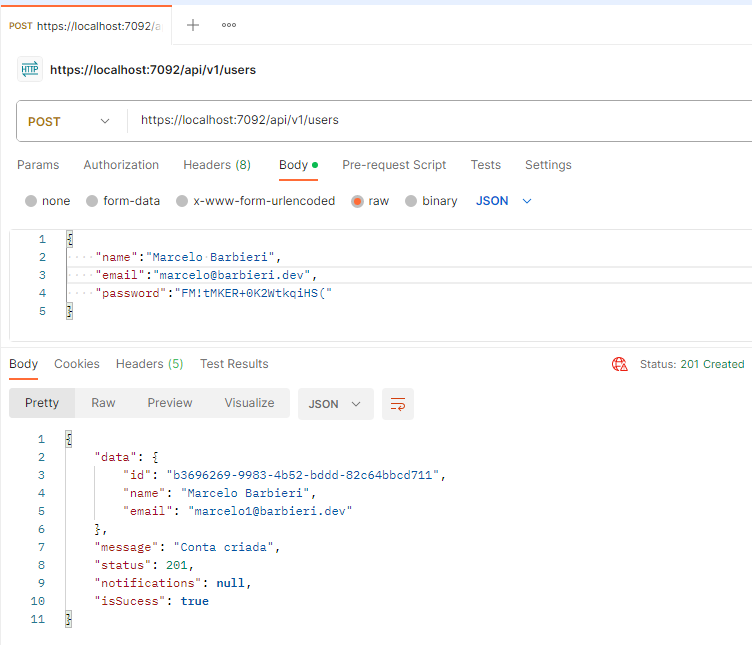 POST https://localhost:7092/a
HTTP https://localhost:7092/api/v1/users
POST https://localhost:7092/api/v1/users
Params Authorization Headers (8) Body Pre-request Script Tests Settings
none form-data x-www-form-urlencoded raw binary JSON
1 {
2 "name":"Marcelo Barbieri",
3 "email":"marcelo@barbieri.dev",
4 "password":"FM!tMKER+0K2WtkqiHS("
5 }
Body Cookies Headers (5) Test Results Status: 201 Created
Pretty Raw Preview Visualize JSON
1 {
2 "data": {
3 "id": "b3696269-9983-4b52-bddd-82c64bbcd711",
4 "name": "Marcelo Barbieri",
5 "email": "marcelo1@barbieri.dev"
6 },
7 "message": "Conta criada",
8 "status": 201,
9 "notifications": null,
10 "isSucess": true
11 }